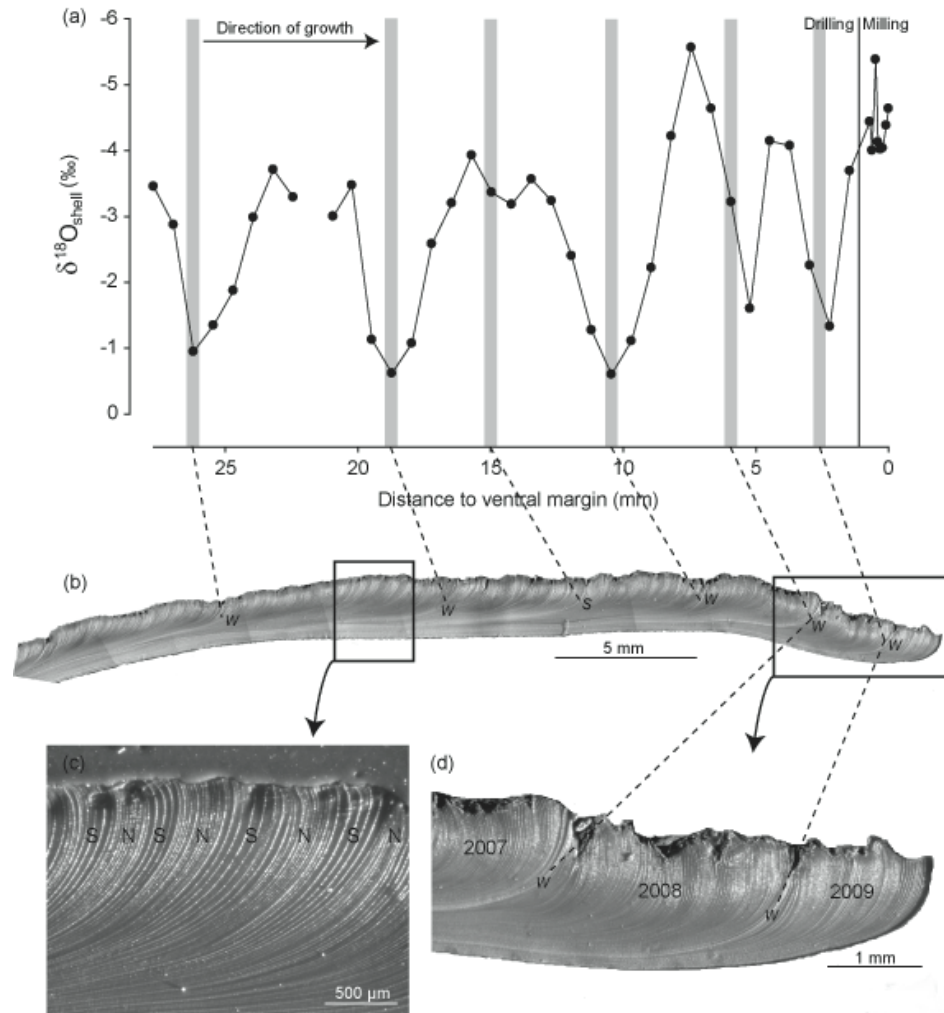 (a)
-6
-5
-4
-3
-2
-1
0
δ18Oshell (‰)
Direction of growth
Drilling Milling
25 20 15 10 5 0
Distance to ventral margin (mm)
(b)
W W S W W W
5 mm
(c)
S N S N S N S N
500 µm
(d)
2007
W
2008
W
2009
1 mm